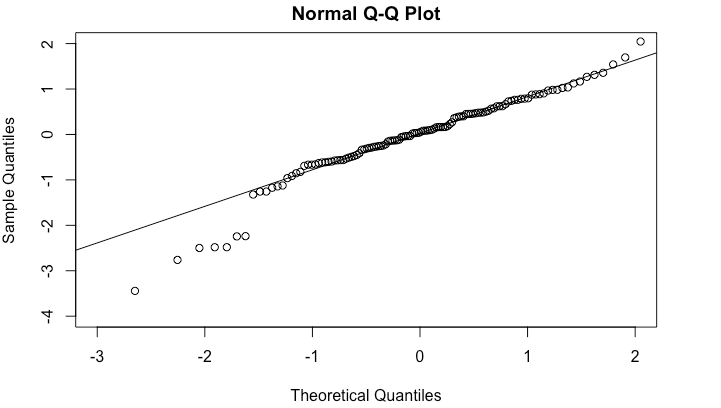 Normal Q-Q Plot
Sample Quantiles
2
1
0
-1
-2
-3
-4
-3 -2 -1 0 1 2
Theoretical Quantiles